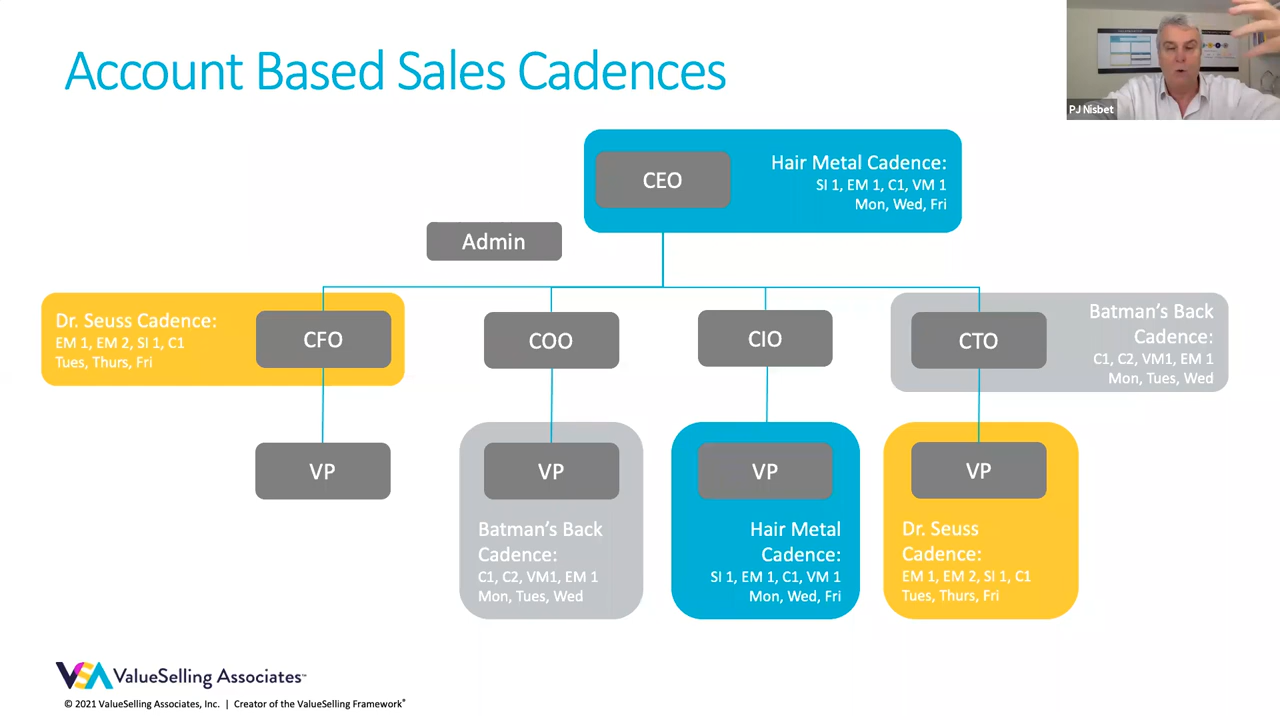 Account Based Sales Cadences
PJ Nisbet
CEO
Hair Metal Cadence:
SI 1, EM 1, C1, VM 1
Mon, Wed, Fri
Admin
Dr. Seuss Cadence:
EM 1, EM 2, SI 1, C1
Tues, Thurs, Fri
CFO
COO
CIO
CTO
Batman's Back
Cadence:
C1, C2, VM1, EM 1
Mon, Tues, Wed
VP
VP
Batman's Back
Cadence:
C1, C2, VM1, EM 1
Mon, Tues, Wed
VP
Hair Metal
Cadence:
SI 1, EM 1, C1, VM 1
Mon, Wed, Fri
VP
Dr. Seuss
Cadence:
EM 1, EM 2, SI 1, C1
Tues, Thurs, Fri
VSA ValueSelling Associates™
© 2021 ValueSelling Associates, Inc. | Creator of the ValueSelling Framework®